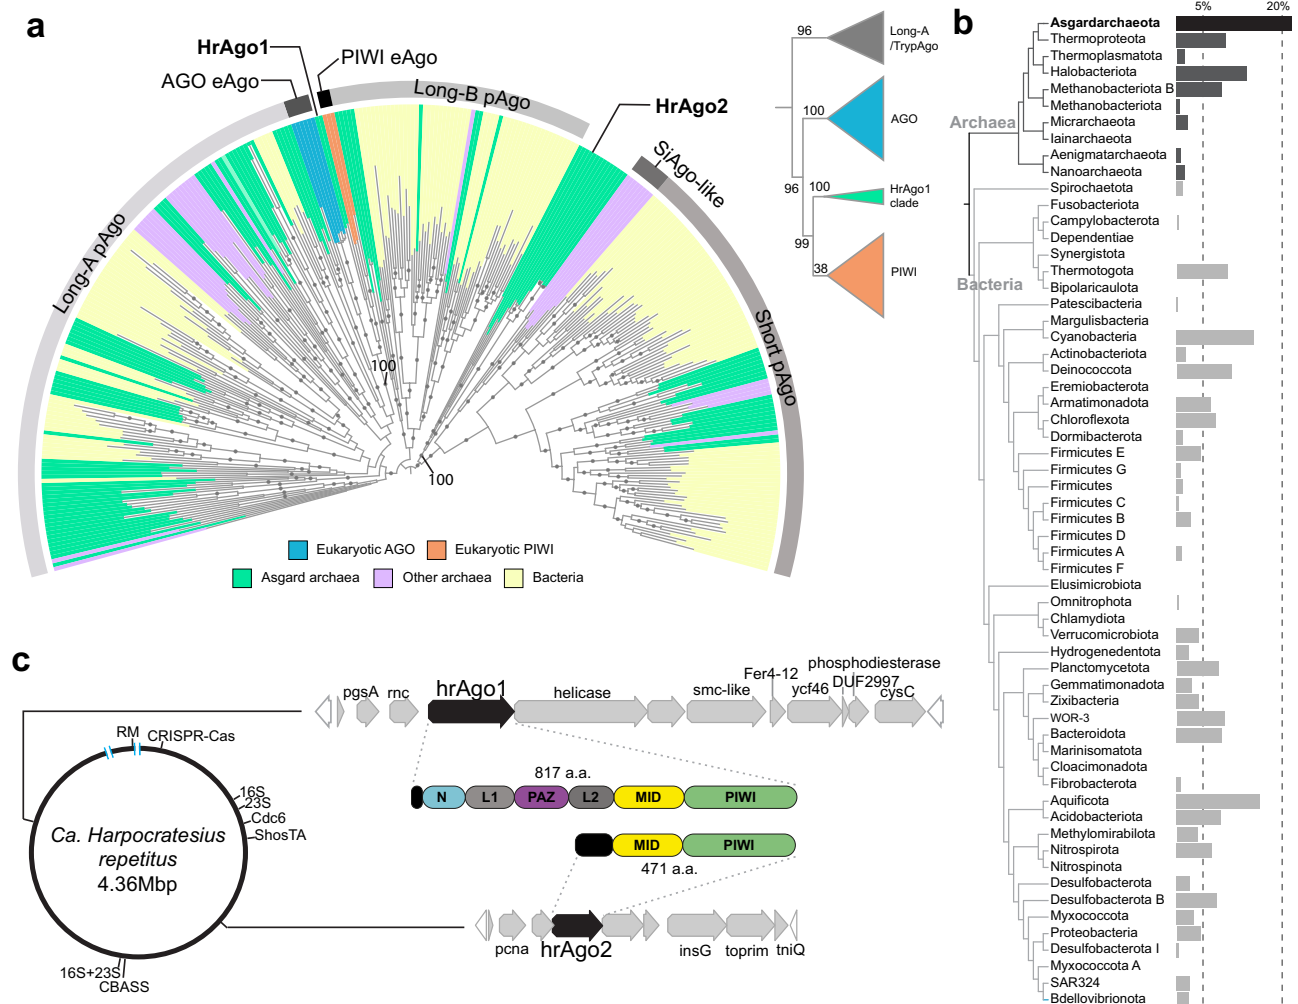 a
HrAgo1
PIWI eAgo
AGO eAgo
Long-B pAgo
HrAgo2
SiAgo-like
Long-A pAgo
Short pAgo
100
100
Eukaryotic AGO
Eukaryotic PIWI
Asgard archaea
Other archaea
Bacteria
96
Long-A
/TrypAgo
100
AGO
96
100
HrAgo1
clade
99
38
PIWI
b
5%
20%
Archaea
Bacteria
Asgardarchaeota
Thermoproteota
Thermoplasmatota
Halobacteriota
Methanobacteriota B
Methanobacteriota
Micrarchaeota
Iainarchaeota
Aenigmatarchaeota
Nanoarchaeota
Spirochaetota
Fusobacteriota
Campylobacterota
Dependentiae
Synergistota
Thermotogota
Bipolaricaulota
Patescibacteria
Margulisbacteria
Cyanobacteria
Actinobacteriota
Deinococcota
Eremiobacterota
Armatimonadota
Chloroflexota
Dormibacterota
Firmicutes E
Firmicutes G
Firmicutes
Firmicutes C
Firmicutes B
Firmicutes D
Firmicutes A
Firmicutes F
Elusimicrobiota
Omnitrophota
Chlamydiota
Verrucomicrobiota
Hydrogenedentota
Planctomycetota
Gemmatimonadota
Zixibacteria
WOR-3
Bacteroidota
Marinisomatota
Cloacimonadota
Fibrobacterota
Aquificota
Acidobacteriota
Methylomirabilota
Nitrospirota
Nitrospinota
Desulfobacterota
Desulfobacterota B
Myxococcota
Proteobacteria
Desulfobacterota I
Myxococcota A
SAR324
Bdellovibrionota
c
pgsA
rnc
hrAgo1
helicase
smc-like
Fer4-12
ycf46
phosphodiesterase
DUF2997
cysC
RM
CRISPR-Cas
16S
23S
Cdc6
ShosTA
Ca. Harpocratesius
repetitus
4.36Mbp
16S+23S
CBASS
817 a.a.
N L1 PAZ L2 MID PIWI
MID PIWI
471 a.a.
pcna
hrAgo2
insG
toprim
tniQ